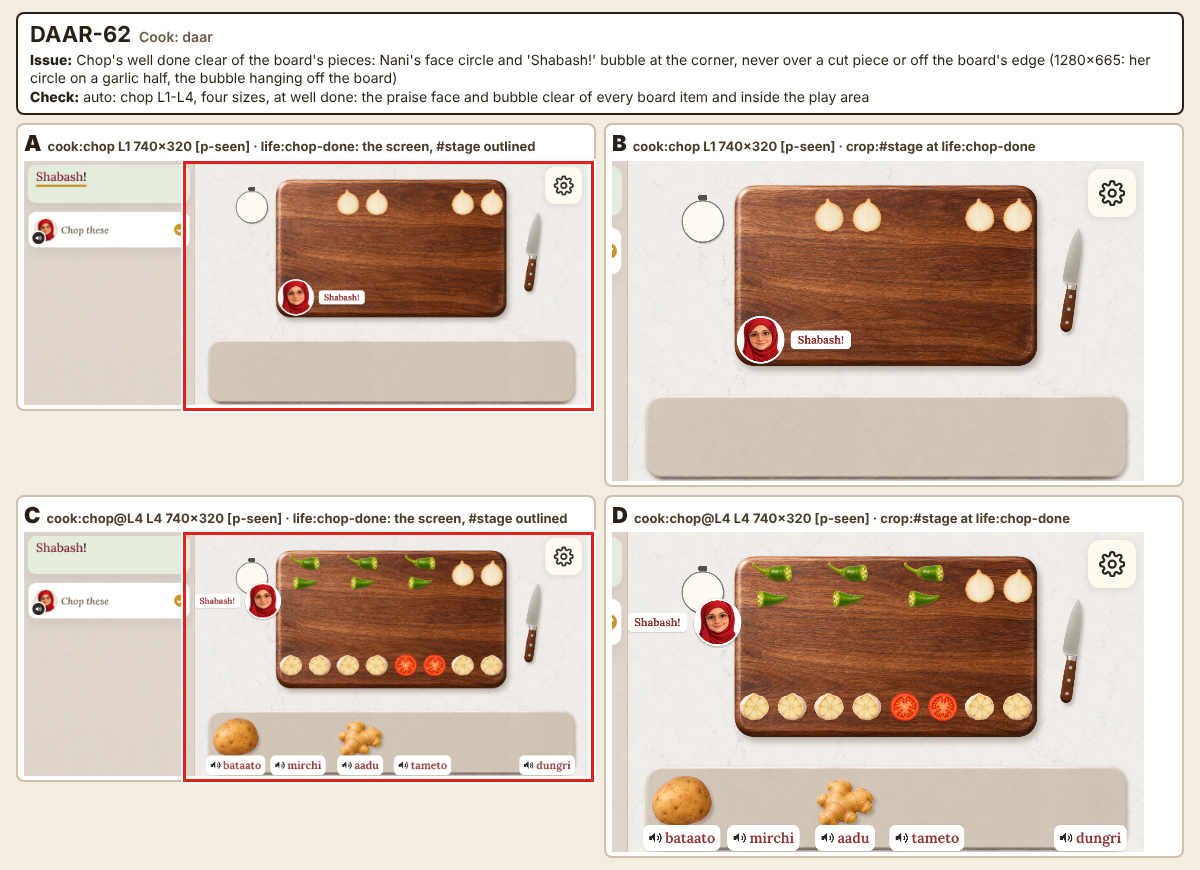 DAAR-62 Cook: daar
Issue: Chop's well done clear of the board's pieces: Nani's face circle and 'Shabash!' bubble at the corner, never over a cut piece or off the board's edge (1280×665: her
circle on a garlic half, the bubble hanging off the board)
Check: auto: chop L1-L4, four sizes, at well done: the praise face and bubble clear of every board item and inside the play area
A cook:chop L1 740×320 [p-seen] · life:chop-done: the screen, #stage outlined
Shabash!
Chop these
Shabash!
B cook:chop L1 740×320 [p-seen] · crop:#stage at life:chop-done
Shabash!
C cook:chop@L4 L4 740×320 [p-seen] · life:chop-done: the screen, #stage outlined
Shabash!
Chop these
Shabash!
bataato mirchi aadu tameto dungri
D cook:chop@L4 L4 740×320 [p-seen] · crop:#stage at life:chop-done
Shabash!
bataato mirchi aadu tameto dungri